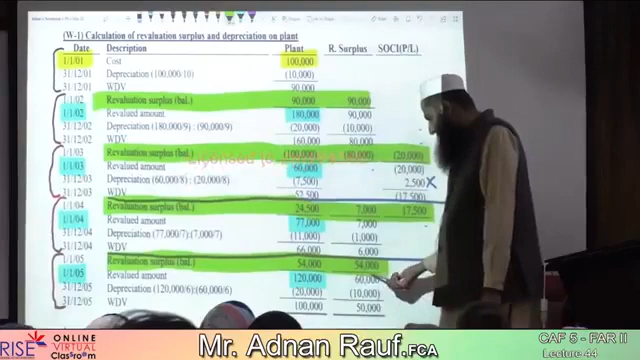 (W-1) Calculation of revaluation surplus and depreciation on plant
Date Description Plant R. Surplus SOCI(P/L)
1/1/01 Cost 100,000
31/12/01 Depreciation (100,000/10) (10,000)
31/12/01 WDV 90,000
1/1/02 Revaluation surplus (bal.) 90,000 90,000
1/1/02 Revalued amount 180,000 90,000
31/12/02 Depreciation (180,000/9) : (90,000/9) (20,000) (10,000)
31/12/02 WDV 160,000 80,000
1/1/03 Revaluation surplus (bal.) (100,000) (80,000) (20,000)
1/1/03 Revalued amount 60,000 (20,000)
31/12/03 Depreciation (60,000/8) : (20,000/8) (7,500) 2,500 X
31/12/03 WDV 52,500 (17,500)
1/1/04 Revaluation surplus (bal.) 24,500 7,000 17,500
1/1/04 Revalued amount 77,000 7,000
31/12/04 Depreciation (77,000/7):(7,000/7) (11,000) (1,000)
31/12/04 WDV 66,000 6,000
1/1/05 Revaluation surplus (bal.) 54,000 54,000
1/1/05 Revalued amount 120,000 60,000
31/12/05 Depreciation (120,000/6):(60,000/6) (20,000) (10,000)
31/12/05 WDV 100,000 50,000
RISE ONLINE VIRTUAL Classroom
Mr. Adnan Rauf.FCA
CAF 5 - FAR II
Lecture-44